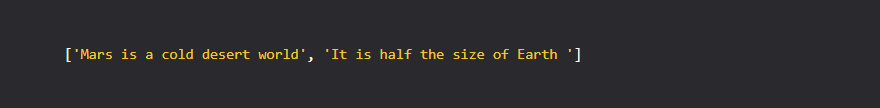 ['Mars is a cold desert world', 'It is half the size of Earth ']